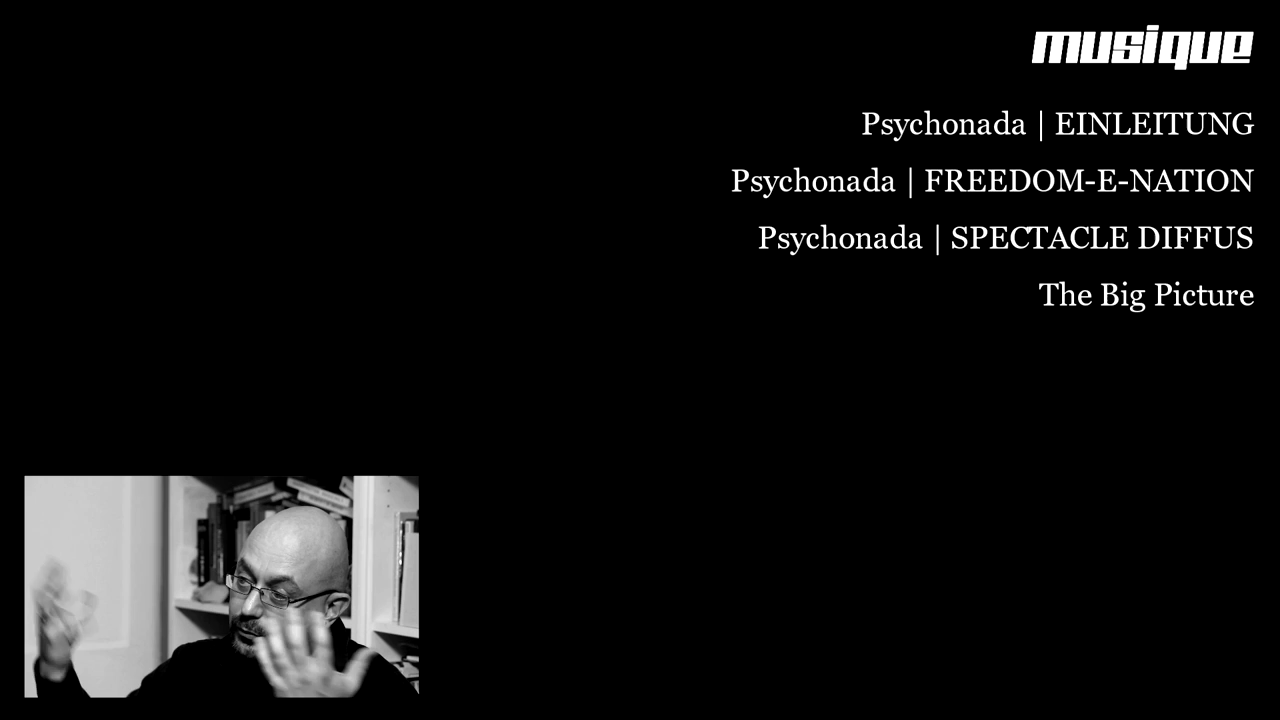 musique
Psychonada | EINLEITUNG
Psychonada | FREEDOM-E-NATION
Psychonada | SPECTACLE DIFFUS
The Big Picture